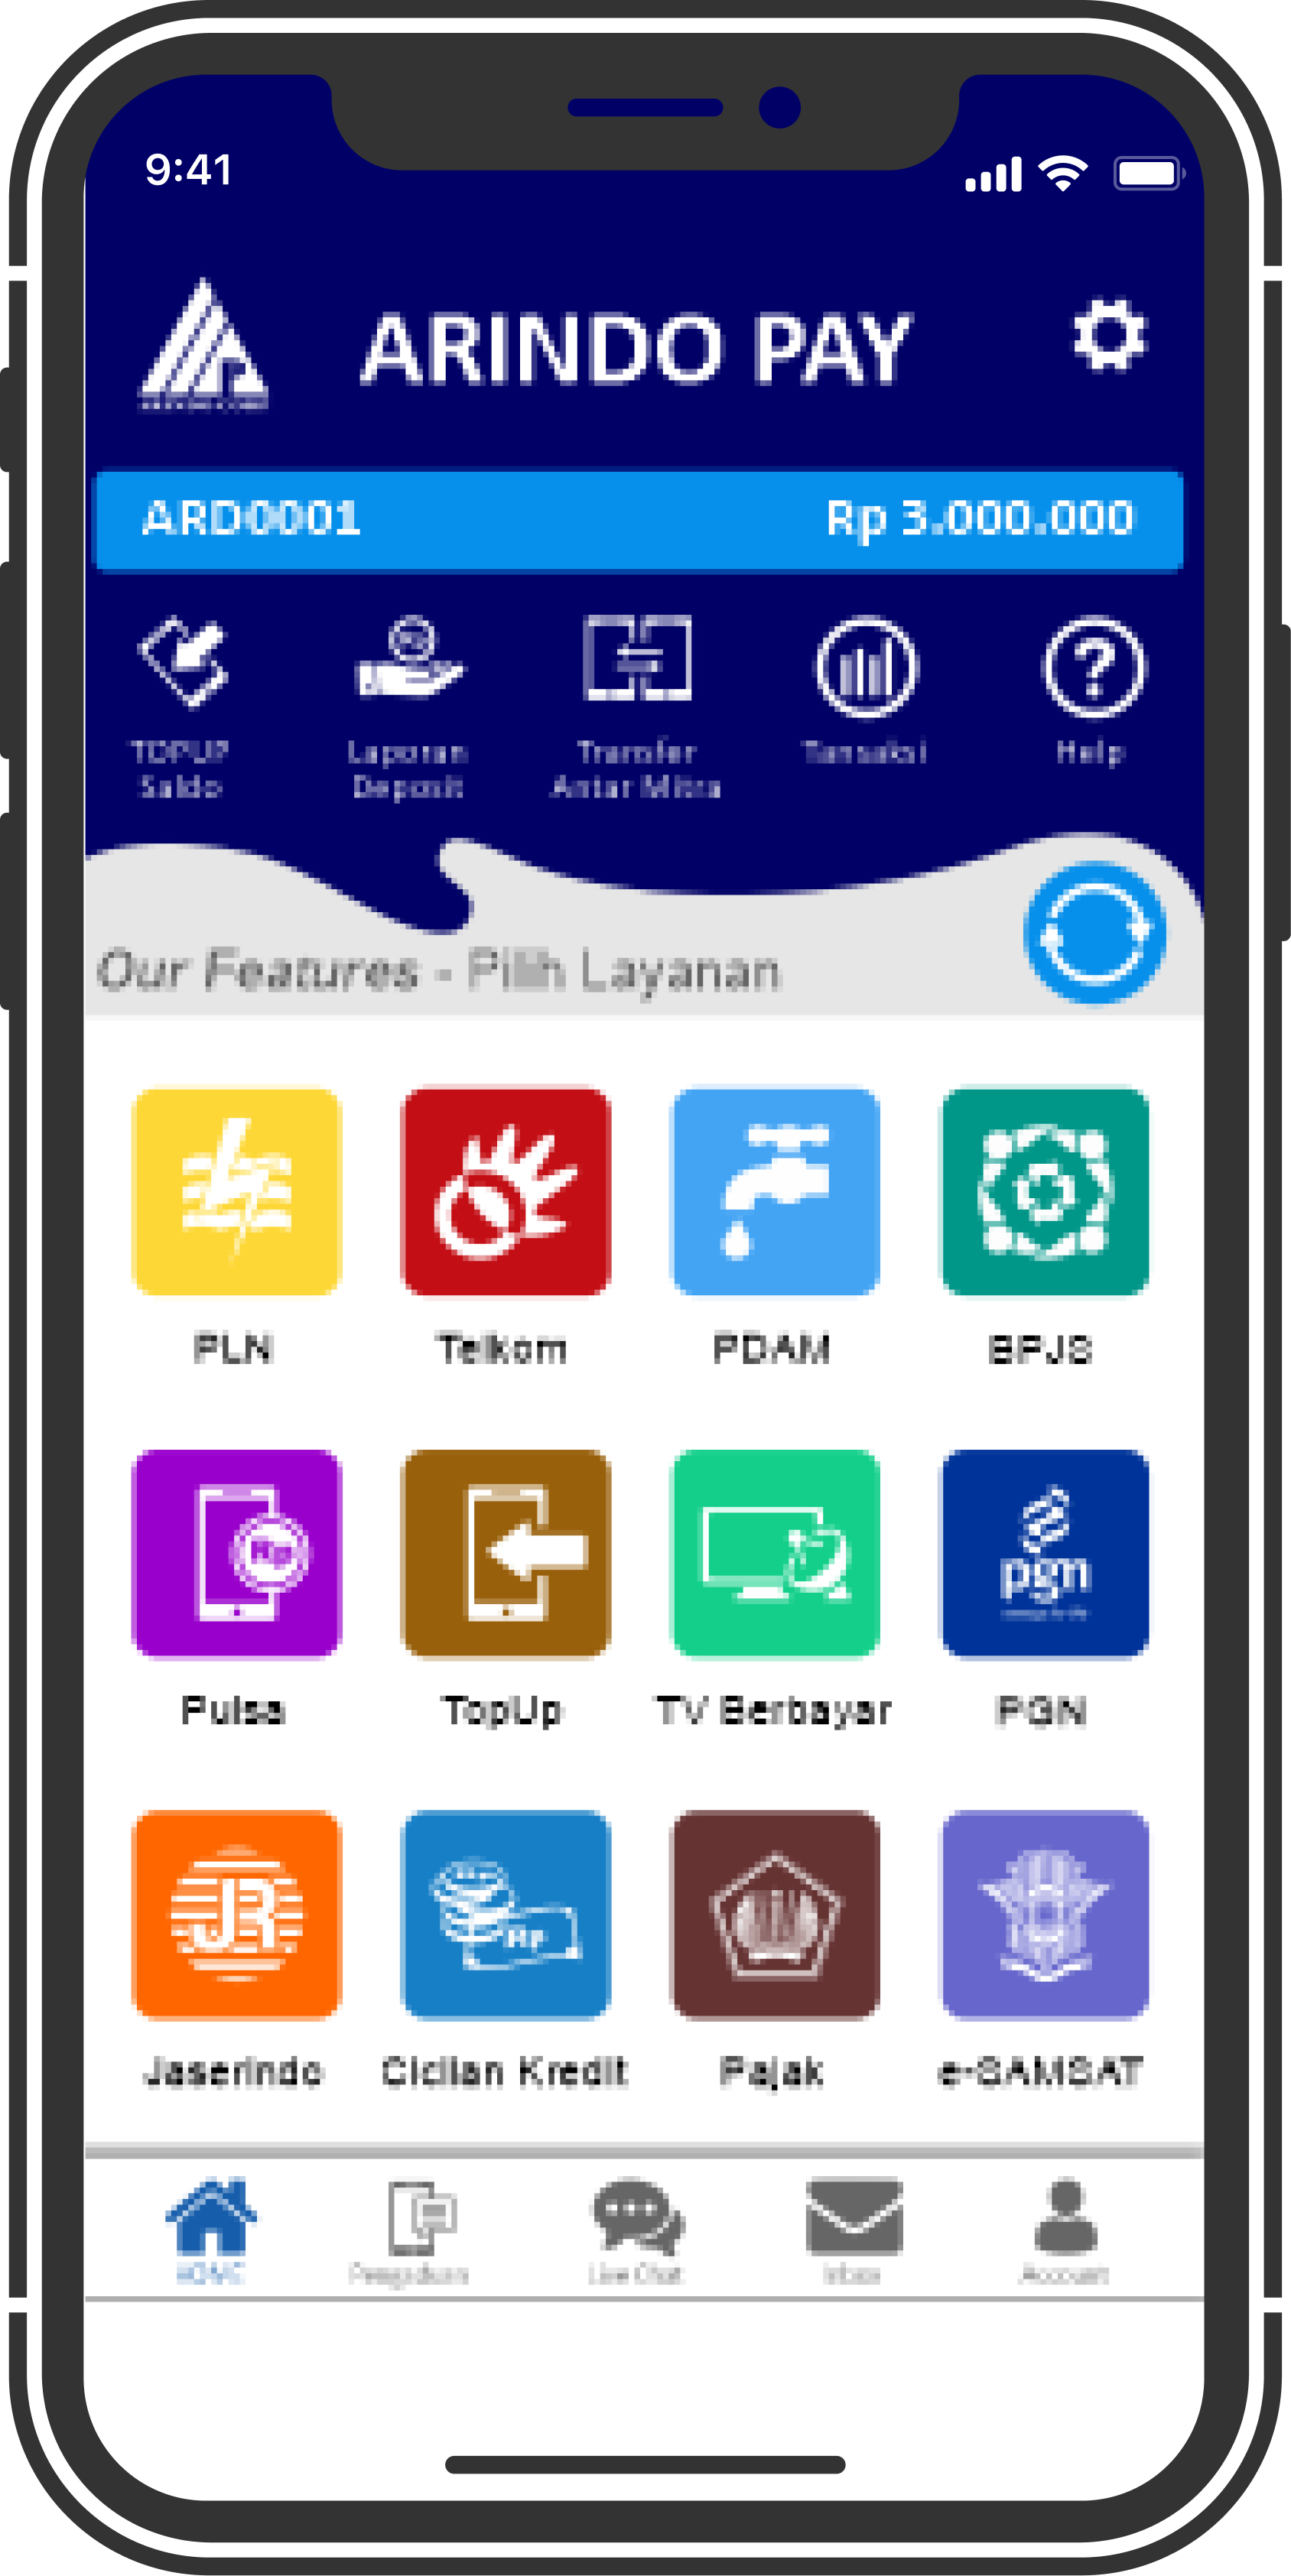 9:41
ARINDO PAY
ARD0001 Rp 3.000.000
TOPUP Laporan Transfer Tansaksi Help
Saldo Deposit Antar Mitra
Our Features - Pilih Layanan
PLN Telkom PDAM BPJS
pgn
Pulsa TopUp TV Berbayar PGN
JR RP
Jaserindo Cicilan Kredit Pajak e-SAMSAT
HOME Pengaduan Live Chat Inbox Account